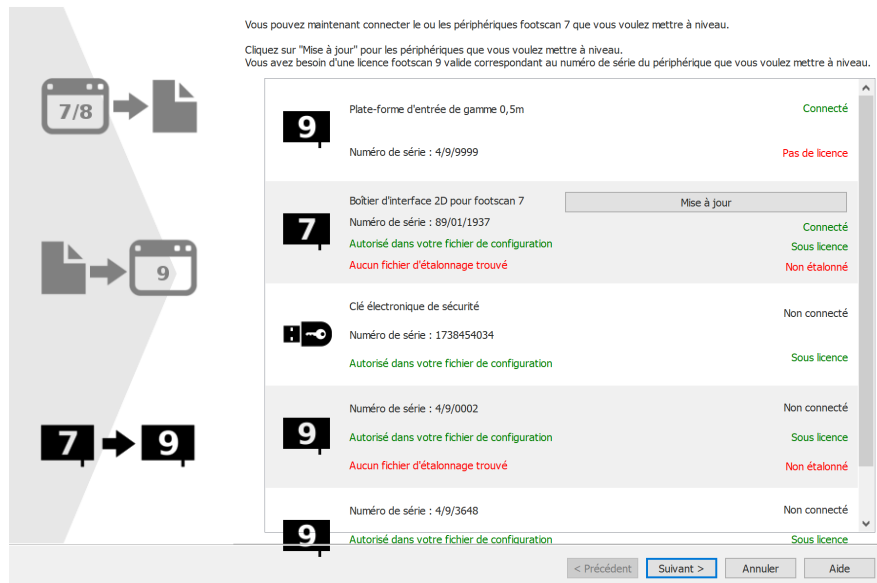 Vous pouvez maintenant connecter le ou les périphériques footscan 7 que vous voulez mettre à niveau.
Cliquez sur "Mise à jour" pour les périphériques que vous voulez mettre à niveau.
Vous avez besoin d'une licence footscan 9 valide correspondant au numéro de série du périphérique que vous voulez mettre à niveau.
7/8
9
7 9
9
Plate-forme d'entrée de gamme 0,5m
Connecté
Numéro de série : 4/9/9999
Pas de licence
7
Boîtier d'interface 2D pour footscan 7
Mise à jour
Numéro de série : 89/01/1937
Connecté
Autorisé dans votre fichier de configuration
Sous licence
Aucun fichier d'étalonnage trouvé
Non étalonné
Clé électronique de sécurité
Non connecté
Numéro de série : 1738454034
Autorisé dans votre fichier de configuration
Sous licence
9
Numéro de série : 4/9/0002
Non connecté
Autorisé dans votre fichier de configuration
Sous licence
Aucun fichier d'étalonnage trouvé
Non étalonné
9
Numéro de série : 4/9/3648
Non connecté
Autorisé dans votre fichier de configuration
Sous licence
< Précédent
Suivant >
Annuler
Aide